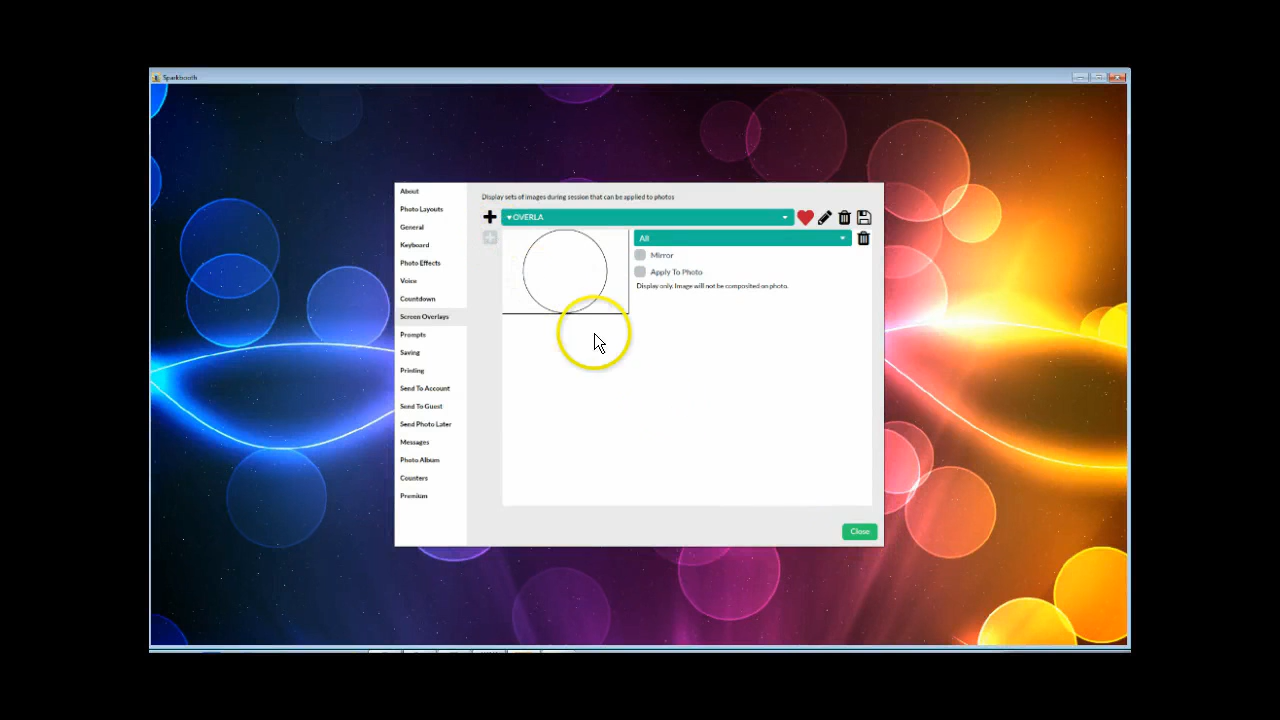 Sparkbooth
About
Photo Layouts
General
Keyboard
Photo Effects
Voice
Countdown
Screen Overlays
Prompts
Saving
Printing
Send To Account
Send To Guest
Send Photo Later
Messages
Photo Album
Counters
Premium
Display sets of images during session that can be applied to photos
OVERLA
All
Mirror
Apply To Photo
Display only. Image will not be composited on photo.
Close